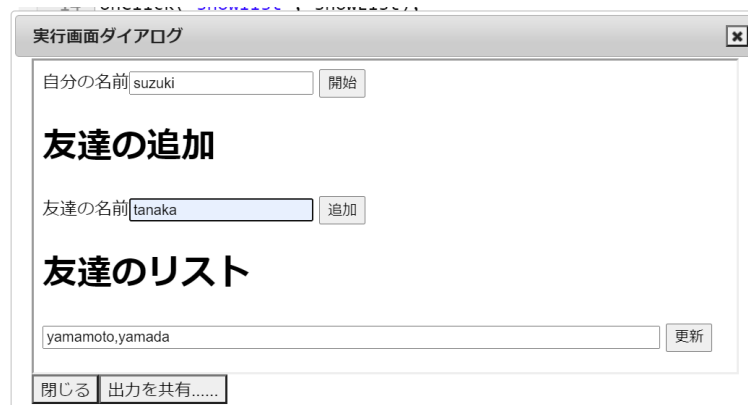 実行画面ダイアログ
自分の名前 suzuki 開始
友達の追加
友達の名前 tanaka 追加
友達のリスト
yamamoto,yamada 更新
閉じる 出力を共有......